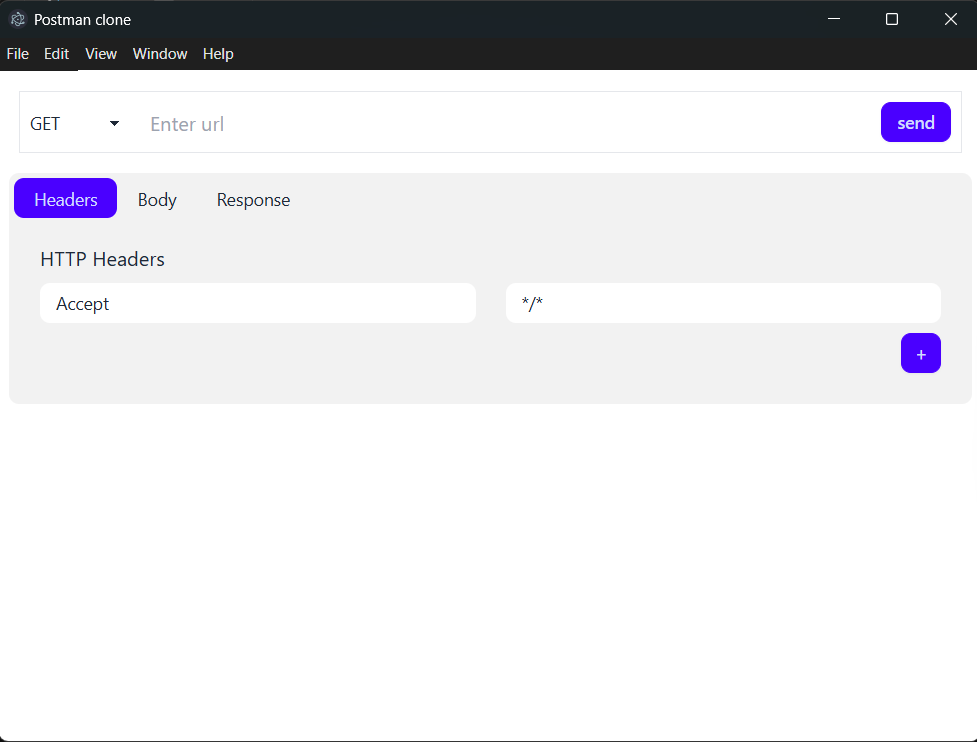 Postman clone
File Edit View Window Help
GET Enter url send
Headers Body Response
HTTP Headers
Accept */*
+